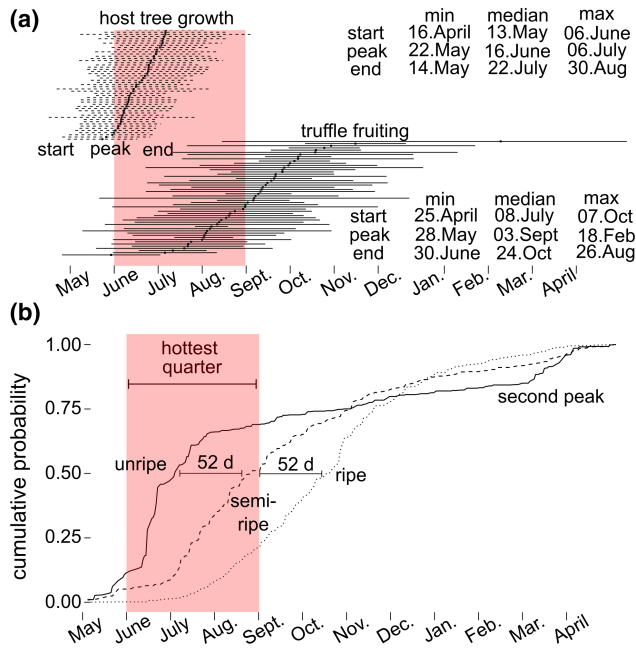 (a)
host tree growth
min median max
start 16.April 13.May 06.June
peak 22.May 16.June 06.July
end 14.May 22.July 30.Aug
start peak end
truffle fruiting
min median max
start 25.April 08.July 07.Oct
peak 28.May 03.Sept 18.Feb
end 30.June 24.Oct 26.Aug
May June July Aug. Sept. Oct. Nov. Dec. Jan. Feb. Mar. April
(b)
cumulative probability
1.00
0.75
0.50
0.25
0.00
hottest
quarter
second peak
unripe 52 d 52 d ripe
semi-
ripe
May June July Aug. Sept. Oct. Nov. Dec. Jan. Feb. Mar. April